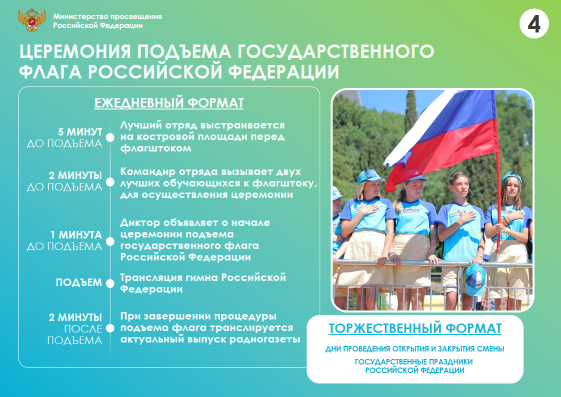 Министерство просвещения
Российской Федерации
4
ЦЕРЕМОНИЯ ПОДЪЕМА ГОСУДАРСТВЕННОГО
ФЛАГА РОССИЙСКОЙ ФЕДЕРАЦИИ
ЕЖЕДНЕВНЫЙ ФОРМАТ
5 МИНУТ
ДО ПОДЪЕМА
Лучший отряд выстраивается
на костровой площади перед
флагштоком
2 МИНУТЫ
ДО ПОДЪЕМА
Командир отряда вызывает двух
лучших обучающихся к флагштоку,
для осуществления церемонии
1 МИНУТА
ДО ПОДЪЕМА
Диктор объявляет о начале
церемонии подъема
государственного флага
Российской Федерации
ПОДЪЕМ
Трансляция гимна Российской
Федерации
2 МИНУТЫ
ПОСЛЕ
ПОДЪЕМА
При завершении процедуры
подъема флага транслируется
актуальный выпуск радиогазеты
ТОРЖЕСТВЕННЫЙ ФОРМАТ
ДНИ ПРОВЕДЕНИЯ ОТКРЫТИЯ И ЗАКРЫТИЯ СМЕНЫ
ГОСУДАРСТВЕННЫЕ ПРАЗДНИКИ
РОССИЙСКОЙ ФЕДЕРАЦИИ